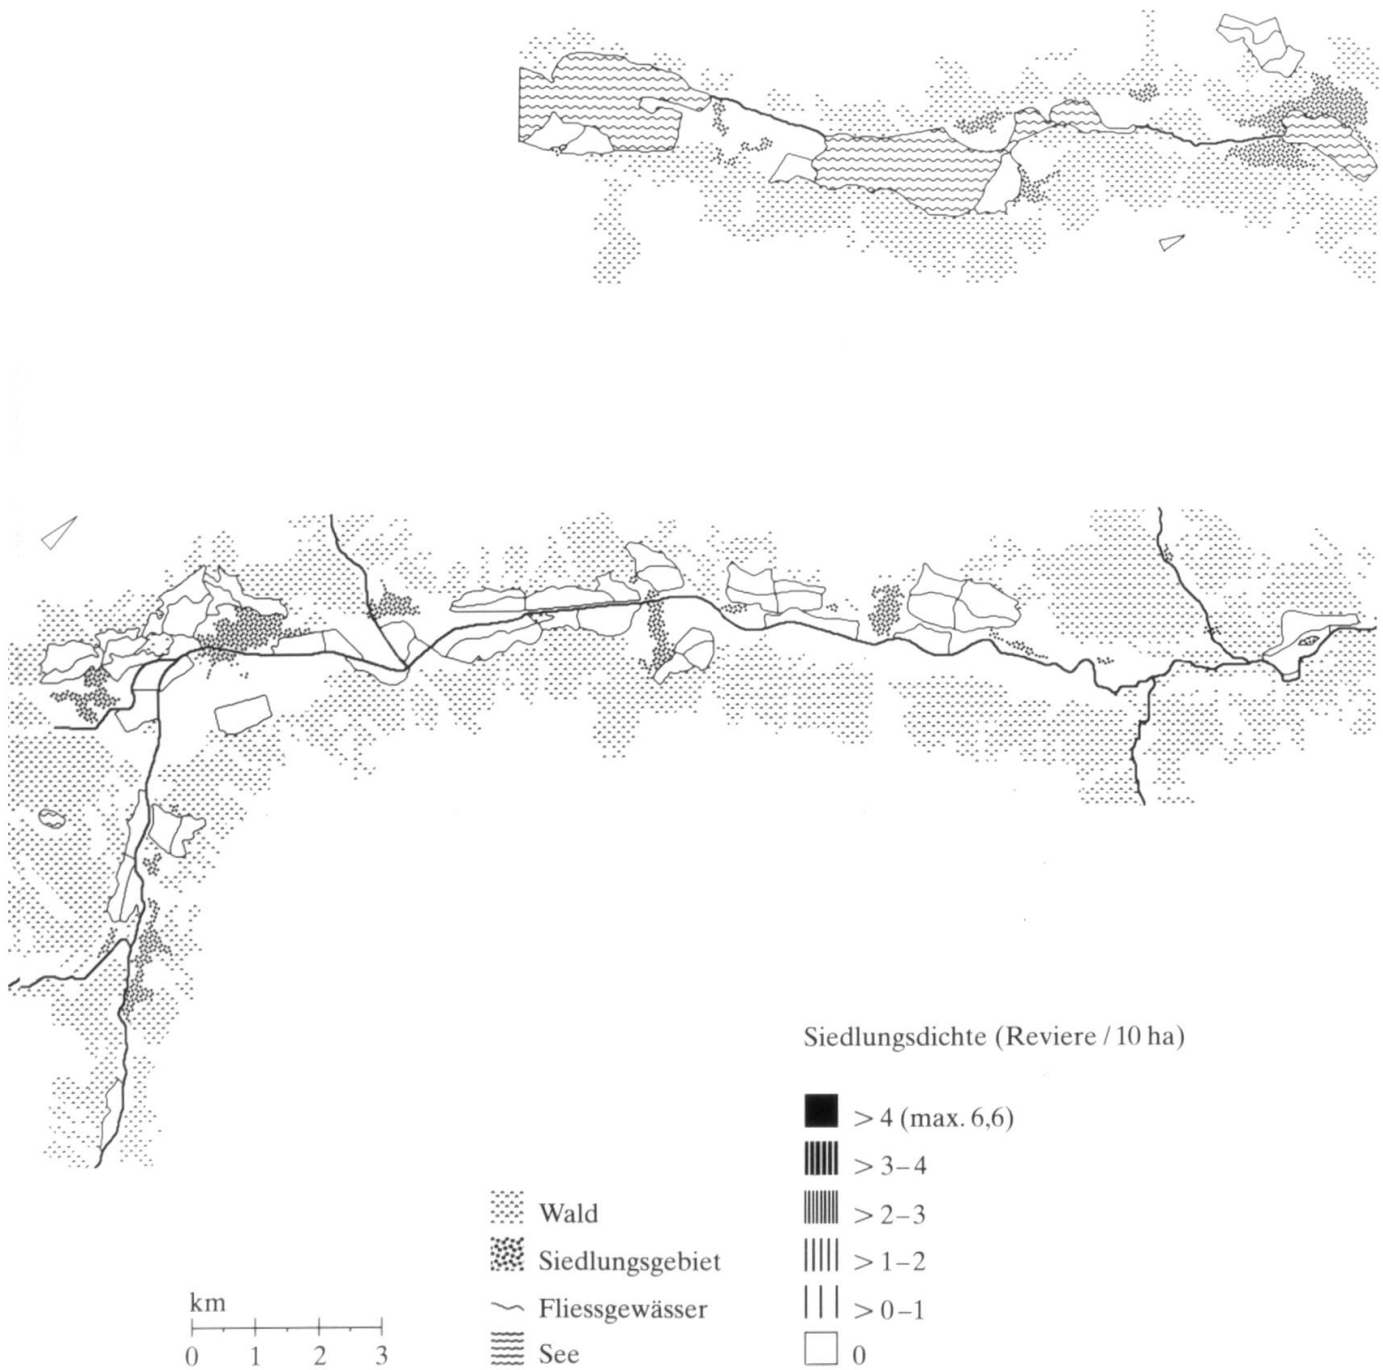 Siedlungsdichte (Reviere / 10 ha)
> 4 (max. 6,6)
> 3–4
> 2–3
> 1–2
> 0–1
0
Wald
Siedlungsgebiet
Fliessgewässer
See
km
0 1 2 3